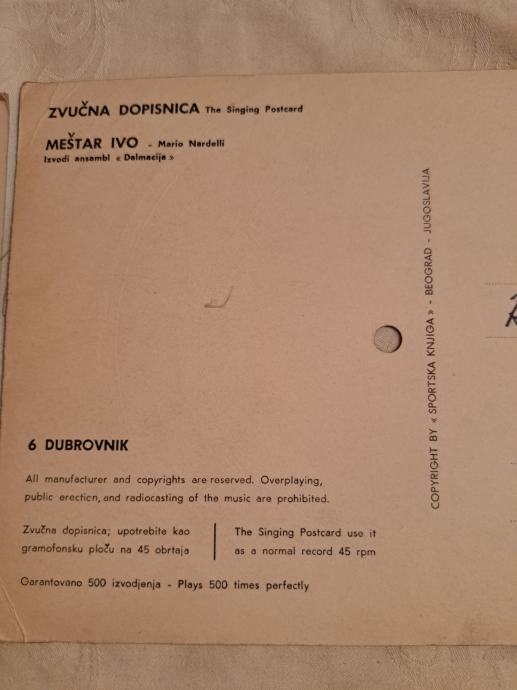 ZVUČNA DOPISNICA The Singing Postcard
MEŠTAR IVO - Mario Nardelli
Izvodi ansambl « Dalmacija »
COPYRIGHT BY « SPORTSKA KNJIGA » - BEOGRAD - JUGOSLAVIJA
6 DUBROVNIK
All manufacturer and copyrights are reserved. Overplaying,
public erection, and radiocasting of the music are prohibited.
Zvučna dopisnica; upotrebite kao
gramofonsku ploču na 45 obrtaja
The Singing Postcard use it
as a normal record 45 rpm
Garantovano 500 izvodjenja - Plays 500 times perfectly